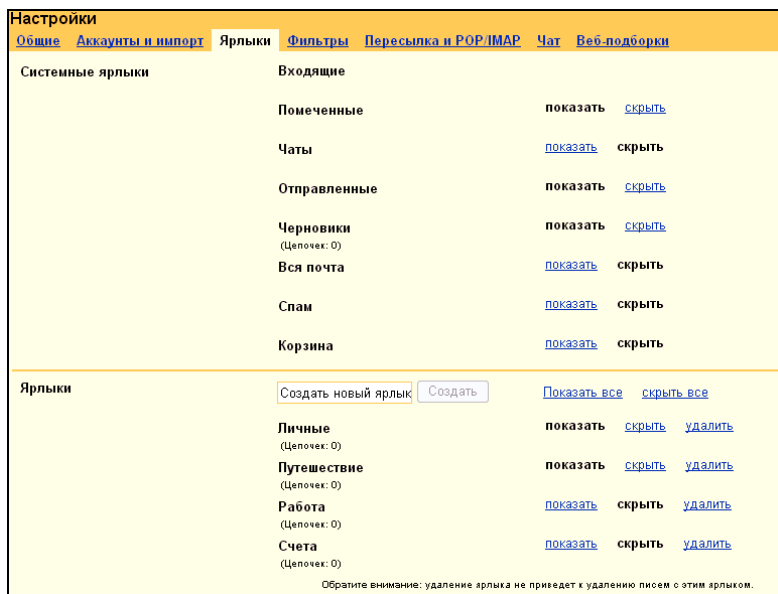 Настройки
Общие Аккаунты и импорт Ярлыки Фильтры Пересылка и POP/IMAP Чат Веб-подборки
Системные ярлыки Входящие
Помеченные показать скрыть
Чаты показать скрыть
Отправленные показать скрыть
Черновики показать скрыть
(Цепочек: 0)
Вся почта показать скрыть
Спам показать скрыть
Корзина показать скрыть
Ярлыки Создать новый ярлык Создать Показать все скрыть все
Личные показать скрыть удалить
(Цепочек: 0)
Путешествие показать скрыть удалить
(Цепочек: 0)
Работа показать скрыть удалить
(Цепочек: 0)
Счета показать скрыть удалить
(Цепочек: 0)
Обратите внимание: удаление ярлыка не приведет к удалению писем с этим ярлыком.